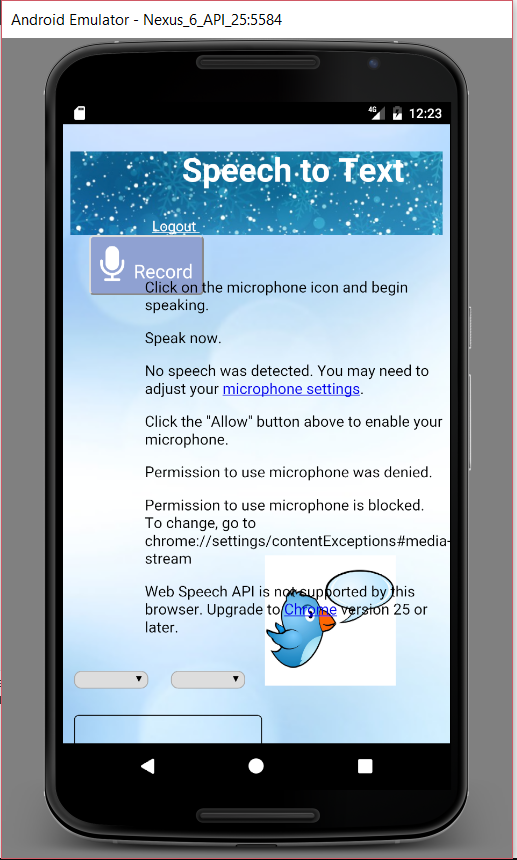 Android Emulator - Nexus_6_API_25:5584
4G 12:23
Speech to Text
Logout
Record
Click on the microphone icon and begin
speaking.
Speak now.
No speech was detected. You may need to
adjust your microphone settings.
Click the "Allow" button above to enable your
microphone.
Permission to use microphone was denied.
Permission to use microphone is blocked.
To change, go to
chrome://settings/contentExceptions#media-
stream
Web Speech API is not supported by this
browser. Upgrade to Chrome version 25 or
later.